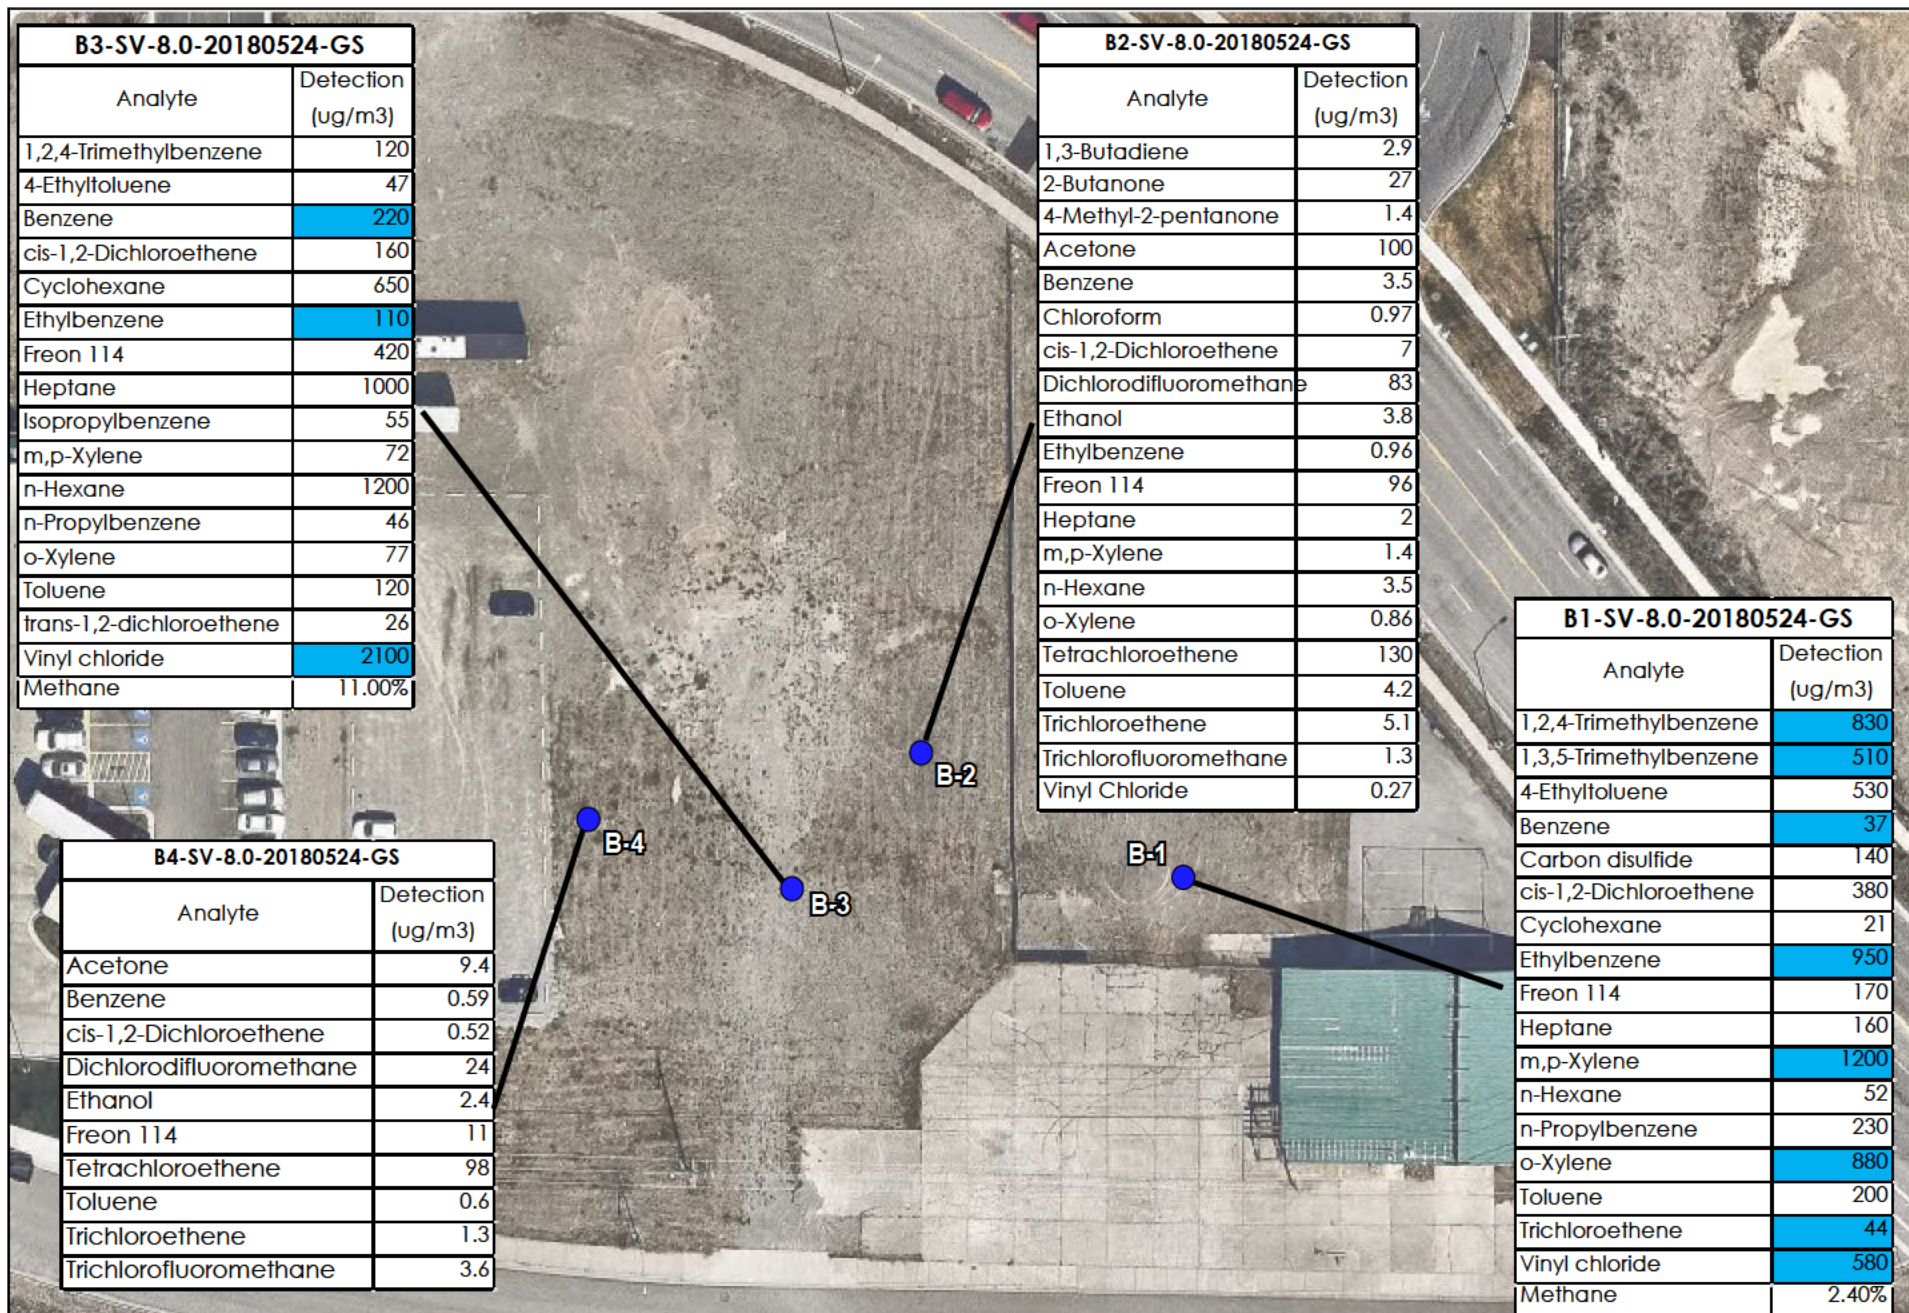 B3-SV-8.0-20180524-GS
Analyte Detection (ug/m3)
1,2,4-Trimethylbenzene 120
4-Ethyltoluene 47
Benzene 220
cis-1,2-Dichloroethene 160
Cyclohexane 650
Ethylbenzene 110
Freon 114 420
Heptane 1000
Isopropylbenzene 55
m,p-Xylene 72
n-Hexane 1200
n-Propylbenzene 46
o-Xylene 77
Toluene 120
trans-1,2-dichloroethene 26
Vinyl chloride 2100
Methane 11.00%
B2-SV-8.0-20180524-GS
Analyte Detection (ug/m3)
1,3-Butadiene 2.9
2-Butanone 27
4-Methyl-2-pentanone 1.4
Acetone 100
Benzene 3.5
Chloroform 0.97
cis-1,2-Dichloroethene 7
Dichlorodifluoromethane 83
Ethanol 3.8
Ethylbenzene 0.96
Freon 114 96
Heptane 2
m,p-Xylene 1.4
n-Hexane 3.5
o-Xylene 0.86
Tetrachloroethene 130
Toluene 4.2
Trichloroethene 5.1
Trichlorofluoromethane 1.3
Vinyl Chloride 0.27
B1-SV-8.0-20180524-GS
Analyte Detection (ug/m3)
1,2,4-Trimethylbenzene 830
1,3,5-Trimethylbenzene 510
4-Ethyltoluene 530
Benzene 37
Carbon disulfide 140
cis-1,2-Dichloroethene 380
Cyclohexane 21
Ethylbenzene 950
Freon 114 170
Heptane 160
m,p-Xylene 1200
n-Hexane 52
n-Propylbenzene 230
o-Xylene 880
Toluene 200
Trichloroethene 44
Vinyl chloride 580
Methane 2.40%
B-2
B-4
B-1
B-3
B4-SV-8.0-20180524-GS
Analyte Detection (ug/m3)
Acetone 9.4
Benzene 0.59
cis-1,2-Dichloroethene 0.52
Dichlorodifluoromethane 24
Ethanol 2.4
Freon 114 11
Tetrachloroethene 98
Toluene 0.6
Trichloroethene 1.3
Trichlorofluoromethane 3.6